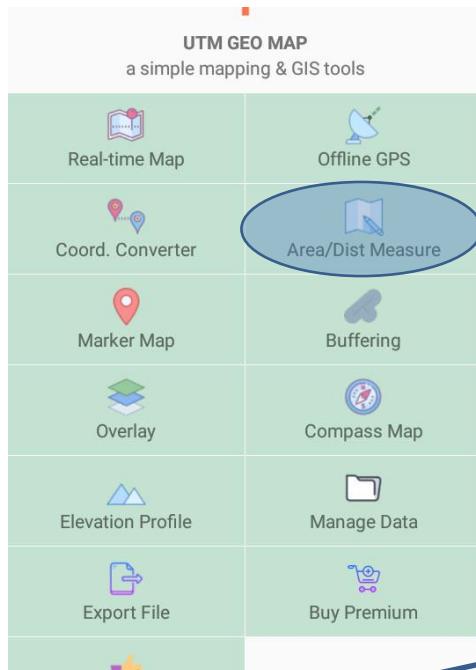 UTM GEO MAP
a simple mapping & GIS tools
Real-time Map
Offline GPS
Coord. Converter
Area/Dist Measure
Marker Map
Buffering
Overlay
Compass Map
Elevation Profile
Manage Data
Export File
Buy Premium